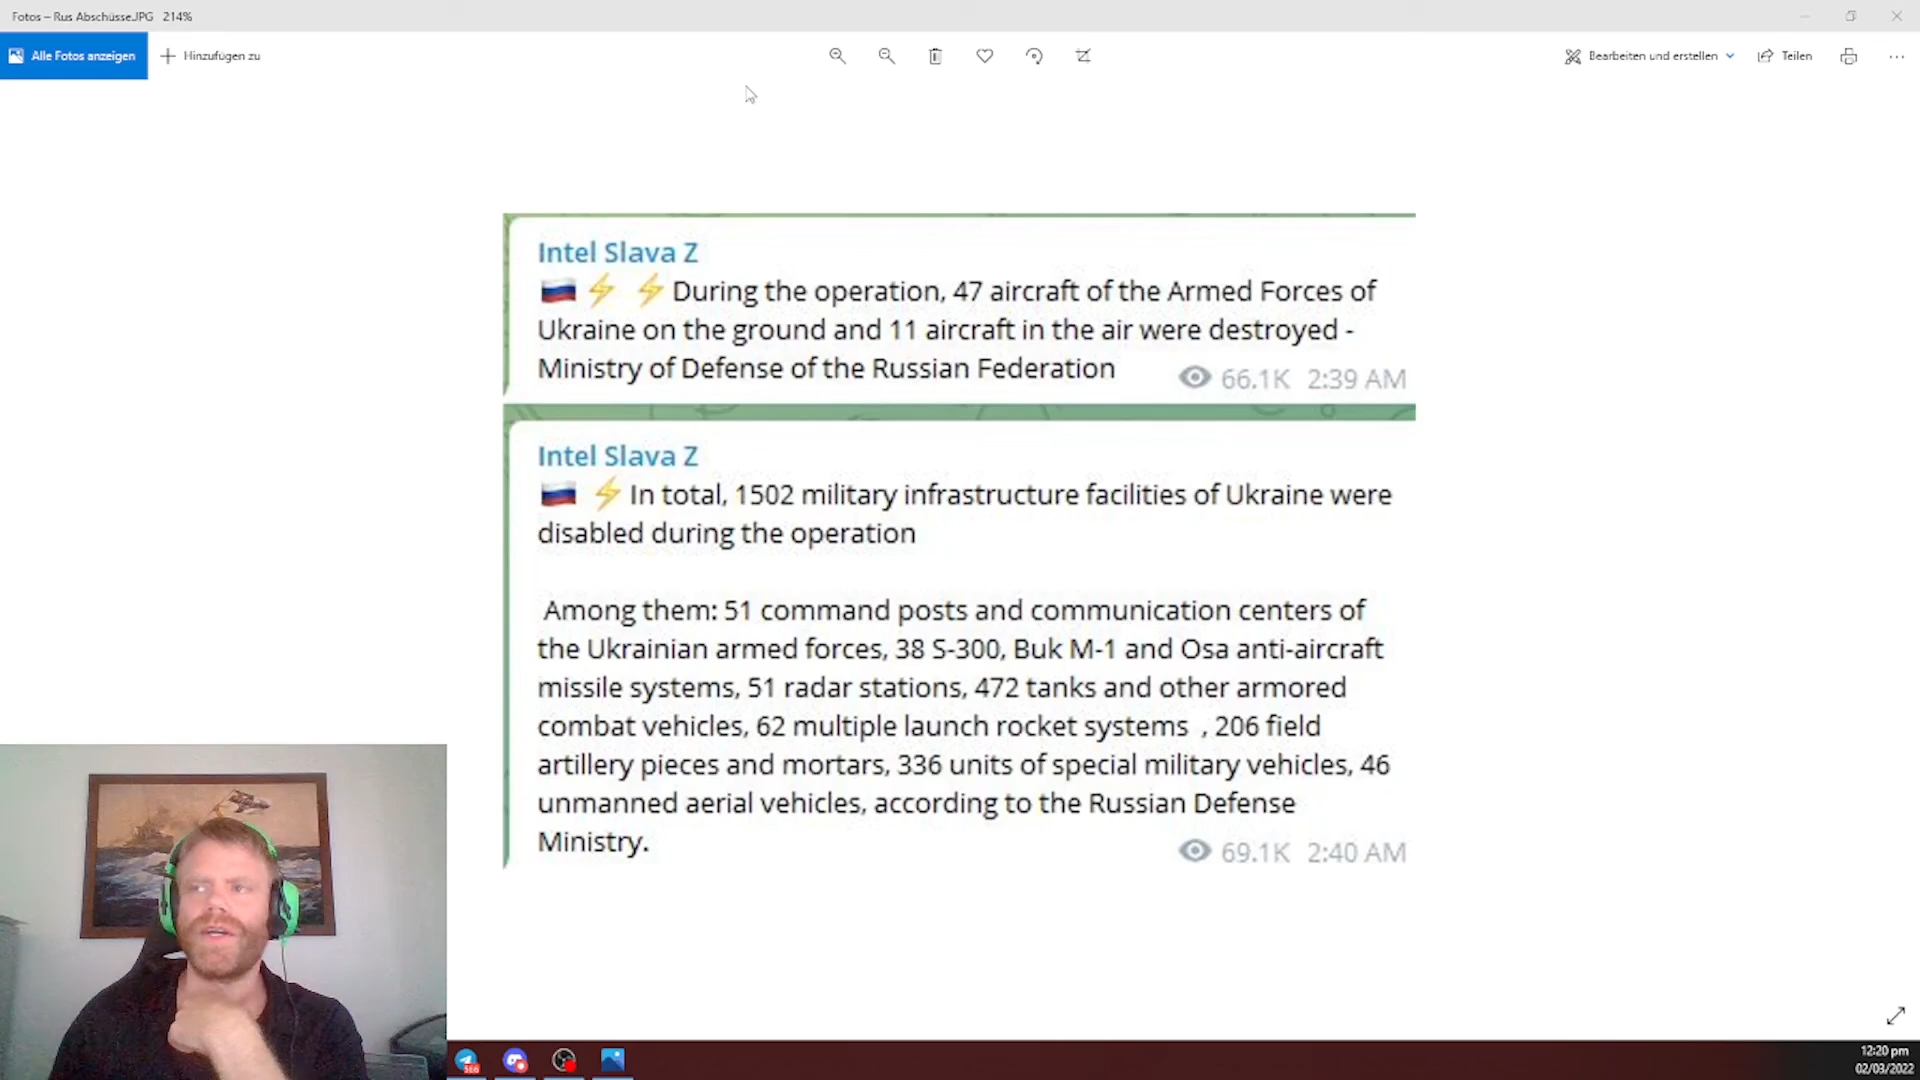 Fotos – Rus Abschüsse.JPG 214%
Alle Fotos anzeigen
Hinzufügen zu
Bearbeiten und erstellen
Teilen
Intel Slava Z
During the operation, 47 aircraft of the Armed Forces of
Ukraine on the ground and 11 aircraft in the air were destroyed -
Ministry of Defense of the Russian Federation
66.1K 2:39 AM
Intel Slava Z
In total, 1502 military infrastructure facilities of Ukraine were
disabled during the operation
Among them: 51 command posts and communication centers of
the Ukrainian armed forces, 38 S-300, Buk M-1 and Osa anti-aircraft
missile systems, 51 radar stations, 472 tanks and other armored
combat vehicles, 62 multiple launch rocket systems , 206 field
artillery pieces and mortars, 336 units of special military vehicles, 46
unmanned aerial vehicles, according to the Russian Defense
Ministry.
69.1K 2:40 AM
12:20 pm
02/03/2022